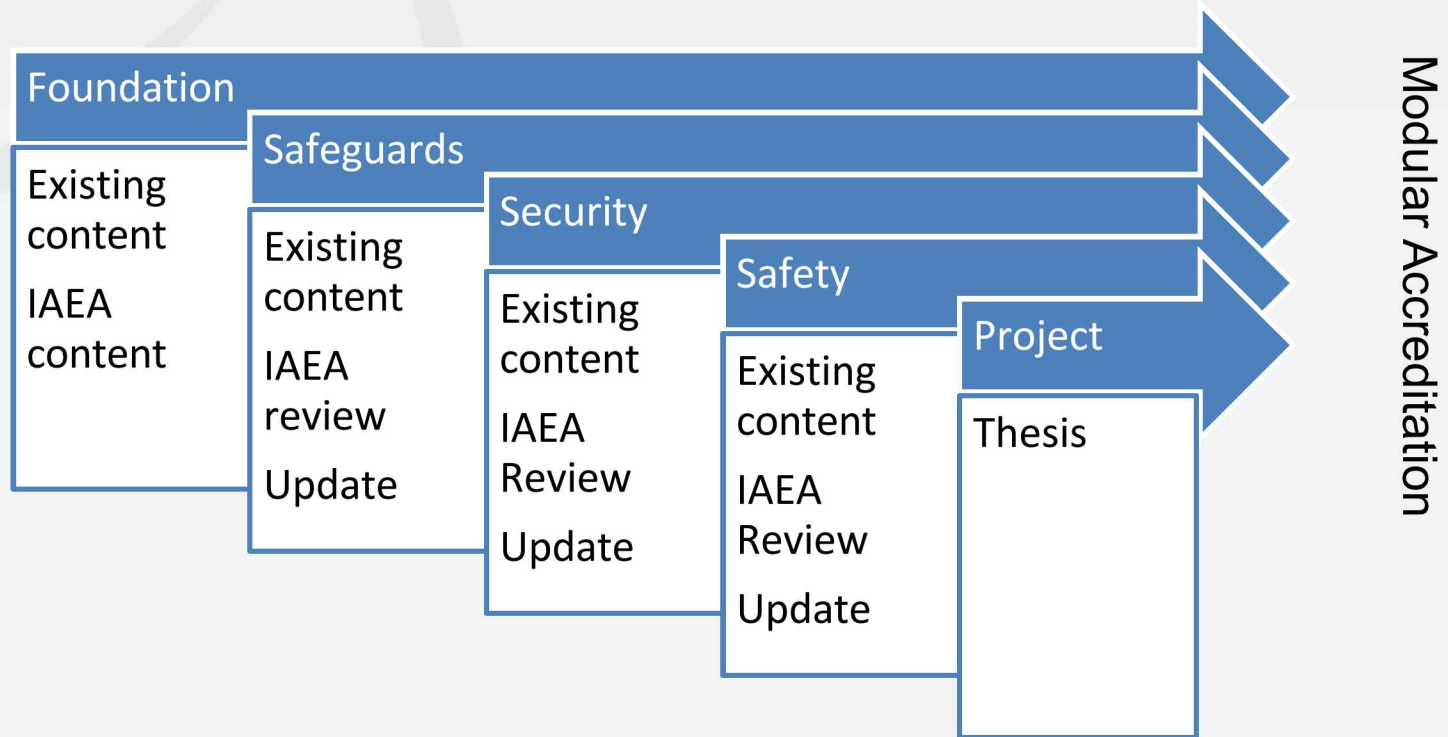 Foundation
Existing
content
IAEA
content
Safeguards
Existing
content
IAEA
review
Update
Security
Existing
content
IAEA
Review
Update
Safety
Existing
content
IAEA
Review
Update
Project
Thesis
Modular Accreditation